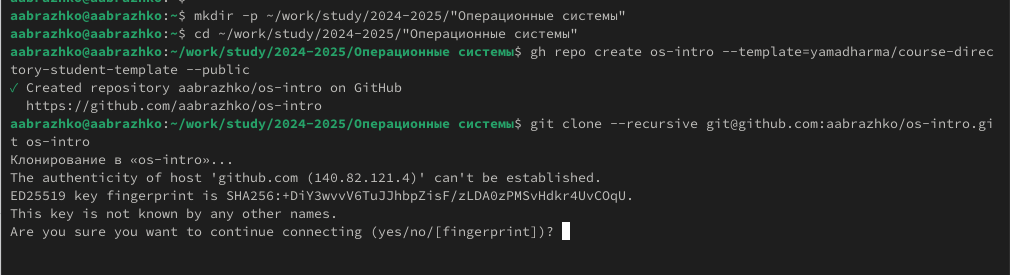 aabrazhko@aabrazhko:~$ mkdir -p ~/work/study/2024-2025/"Операционные системы"
aabrazhko@aabrazhko:~$ cd ~/work/study/2024-2025/"Операционные системы"
aabrazhko@aabrazhko:~/work/study/2024-2025/Операционные системы$ gh repo create os-intro --template=yamadharma/course-direc
tory-student-template --public
✓ Created repository aabrazhko/os-intro on GitHub
https://github.com/aabrazhko/os-intro
aabrazhko@aabrazhko:~/work/study/2024-2025/Операционные системы$ git clone --recursive git@github.com:aabrazhko/os-intro.gi
t os-intro
Клонирование в «os-intro»...
The authenticity of host 'github.com (140.82.121.4)' can't be established.
ED25519 key fingerprint is SHA256:+DiY3wvvV6TuJJhbpZisF/zLDA0zPMSvHdkr4UvCOqU.
This key is not known by any other names.
Are you sure you want to continue connecting (yes/no/[fingerprint])?